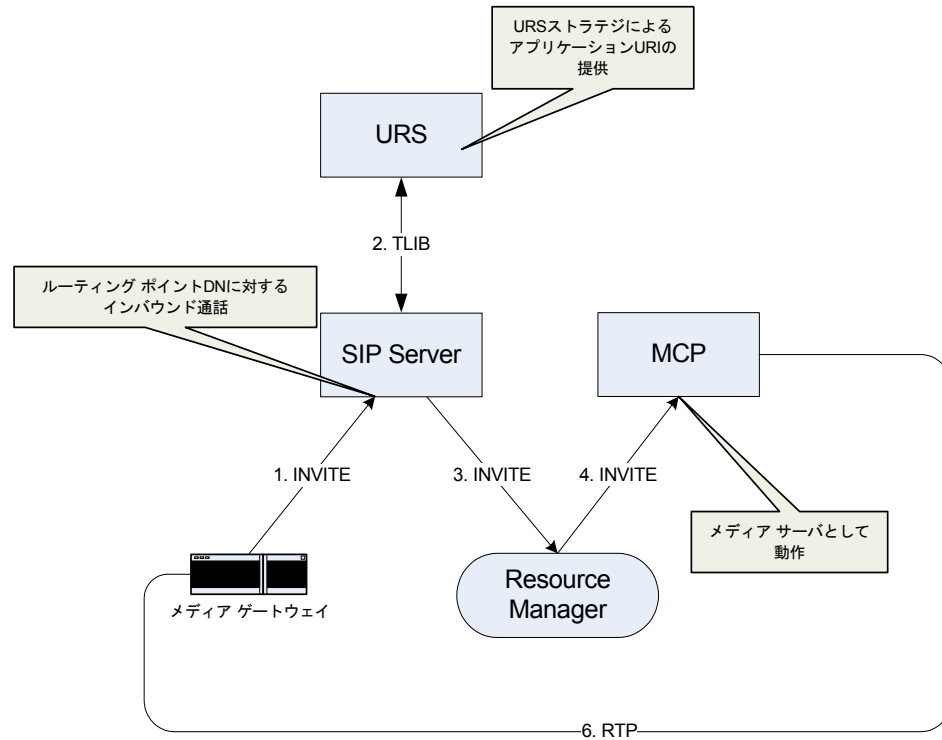 URSストラテジによる
アプリケーションURIの
提供
URS
2. TLIB
ルーティング ポイントDNに対する
インバウンド通話
SIP Server
MCP
1. INVITE
3. INVITE
4. INVITE
メディア サーバとして
動作
メディア ゲートウェイ
Resource
Manager
6. RTP